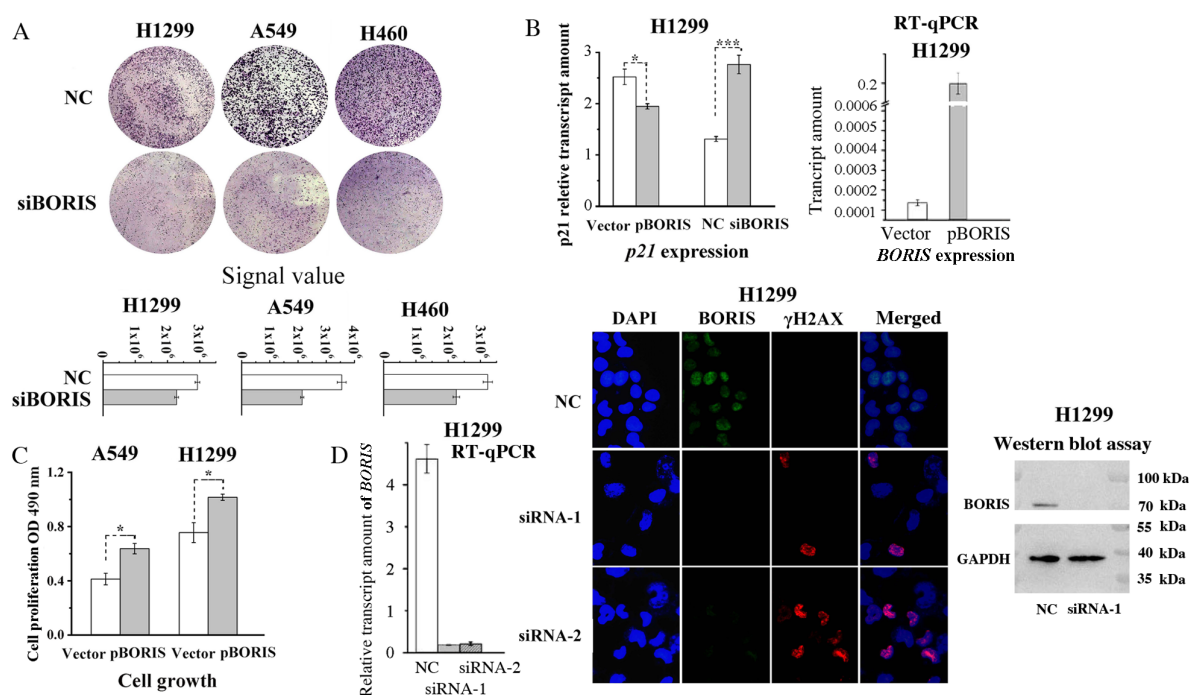 A
H1299 A549 H460
NC
siBORIS
Signal value
H1299 A549 H460
0 1x10⁶ 2x10⁶ 3x10⁶
0 1x10⁶ 2x10⁶ 3x10⁶ 4x10⁶
0 1x10⁶ 2x10⁶ 3x10⁶
NC
siBORIS
B
H1299
p21 reletive transcrispt amount
3
2
1
0
*
***
Vector pBORIS NC siBORIS
p21 expression
RT-qPCR
H1299
Trancript amount
0.2
0.0006
0.0005
0.0004
0.0003
0.0002
0.0001
Vector pBORIS
BORIS expression
C
A549 H1299
Cell proliferation OD 490 nm
1.2
0.8
0.4
0.0
*
*
Vector pBORIS Vector pBORIS
Cell growth
D
H1299
RT-qPCR
Relative transcript amount of BORIS
5
4
3
2
1
0
NC siRNA-2
siRNA-1
H1299
DAPI BORIS γH2AX Merged
NC
siRNA-1
siRNA-2
H1299
Western blot assay
BORIS
GAPDH
100 kDa
70 kDa
55 kDa
40 kDa
35 kDa
NC siRNA-1